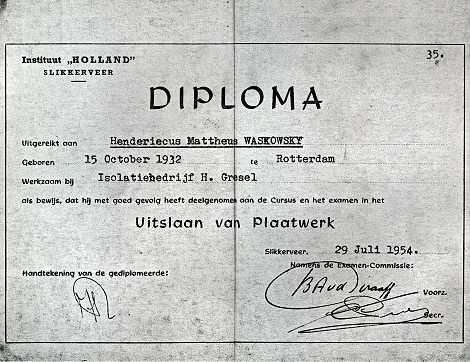 Instituut „HOLLAND"
SLIKKERVEER
35.
DIPLOMA
Uitgereikt aan Henderiecus Mattheus WASKOWSKY
Geboren 15 October 1932 te Rotterdam
Werkzaam bij Isolatiebedrijf H. Gresel
als bewijs, dat hij met goed gevolg heeft deelgenomen aan de Cursus en het examen in het
Uitslaan van Plaatwerk
Slikkerveer, 29 Juli 1954.
Namens de Examen-Commissie:
Handtekening van de gediplomeerde:
Voorz.
Secr.